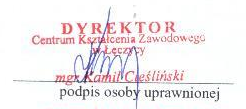 DYREKTOR
Centrum Kształcenia Zawodowego
w Łęczycy
mgr Kamil Cieśliński
podpis osoby uprawnionej